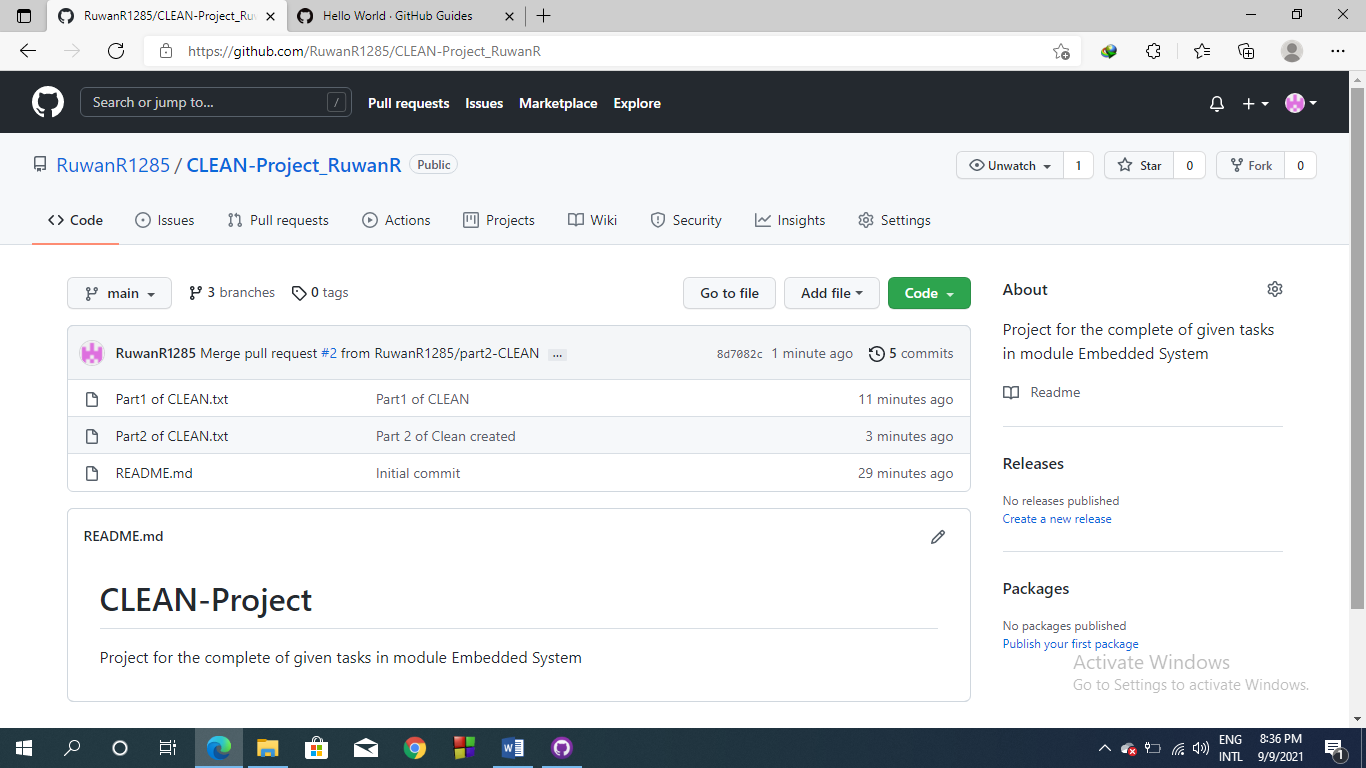 RuwanR1285/CLEAN-Project_Ruw
Hello World · GitHub Guides
https://github.com/RuwanR1285/CLEAN-Project_RuwanR
Search or jump to... /
Pull requests Issues Marketplace Explore
RuwanR1285 / CLEAN-Project_RuwanR Public
Unwatch 1 Star 0 Fork 0
Code Issues Pull requests Actions Projects Wiki Security Insights Settings
main 3 branches 0 tags Go to file Add file Code
RuwanR1285 Merge pull request #2 from RuwanR1285/part2-CLEAN ... 8d7082c 1 minute ago 5 commits
Part1 of CLEAN.txt Part1 of CLEAN 11 minutes ago
Part2 of CLEAN.txt Part 2 of Clean created 3 minutes ago
README.md Initial commit 29 minutes ago
README.md
CLEAN-Project
Project for the complete of given tasks in module Embedded System
About
Project for the complete of given tasks
in module Embedded System
Readme
Releases
No releases published
Create a new release
Packages
No packages published
Publish your first package
Activate Windows
Go to Settings to activate Windows.
ENG
INTL
8:36 PM
9/9/2021
1